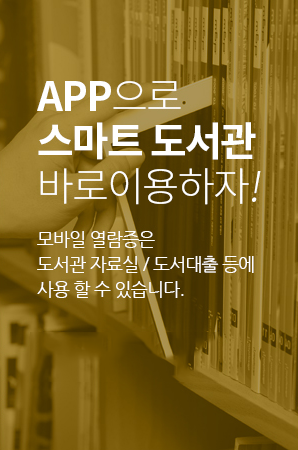 APP으로
스마트 도서관
바로이용하자!
모바일 열람증은
도서관 자료실 / 도서대출 등에
사용 할 수 있습니다.